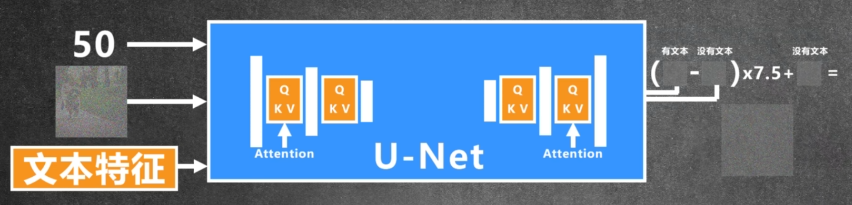 50
文本特征
Q
K V
Q
K V
Attention
U-Net
Q
K V
Q
K V
Attention
有文本 没有文本 没有文本
( - )x7.5+ =